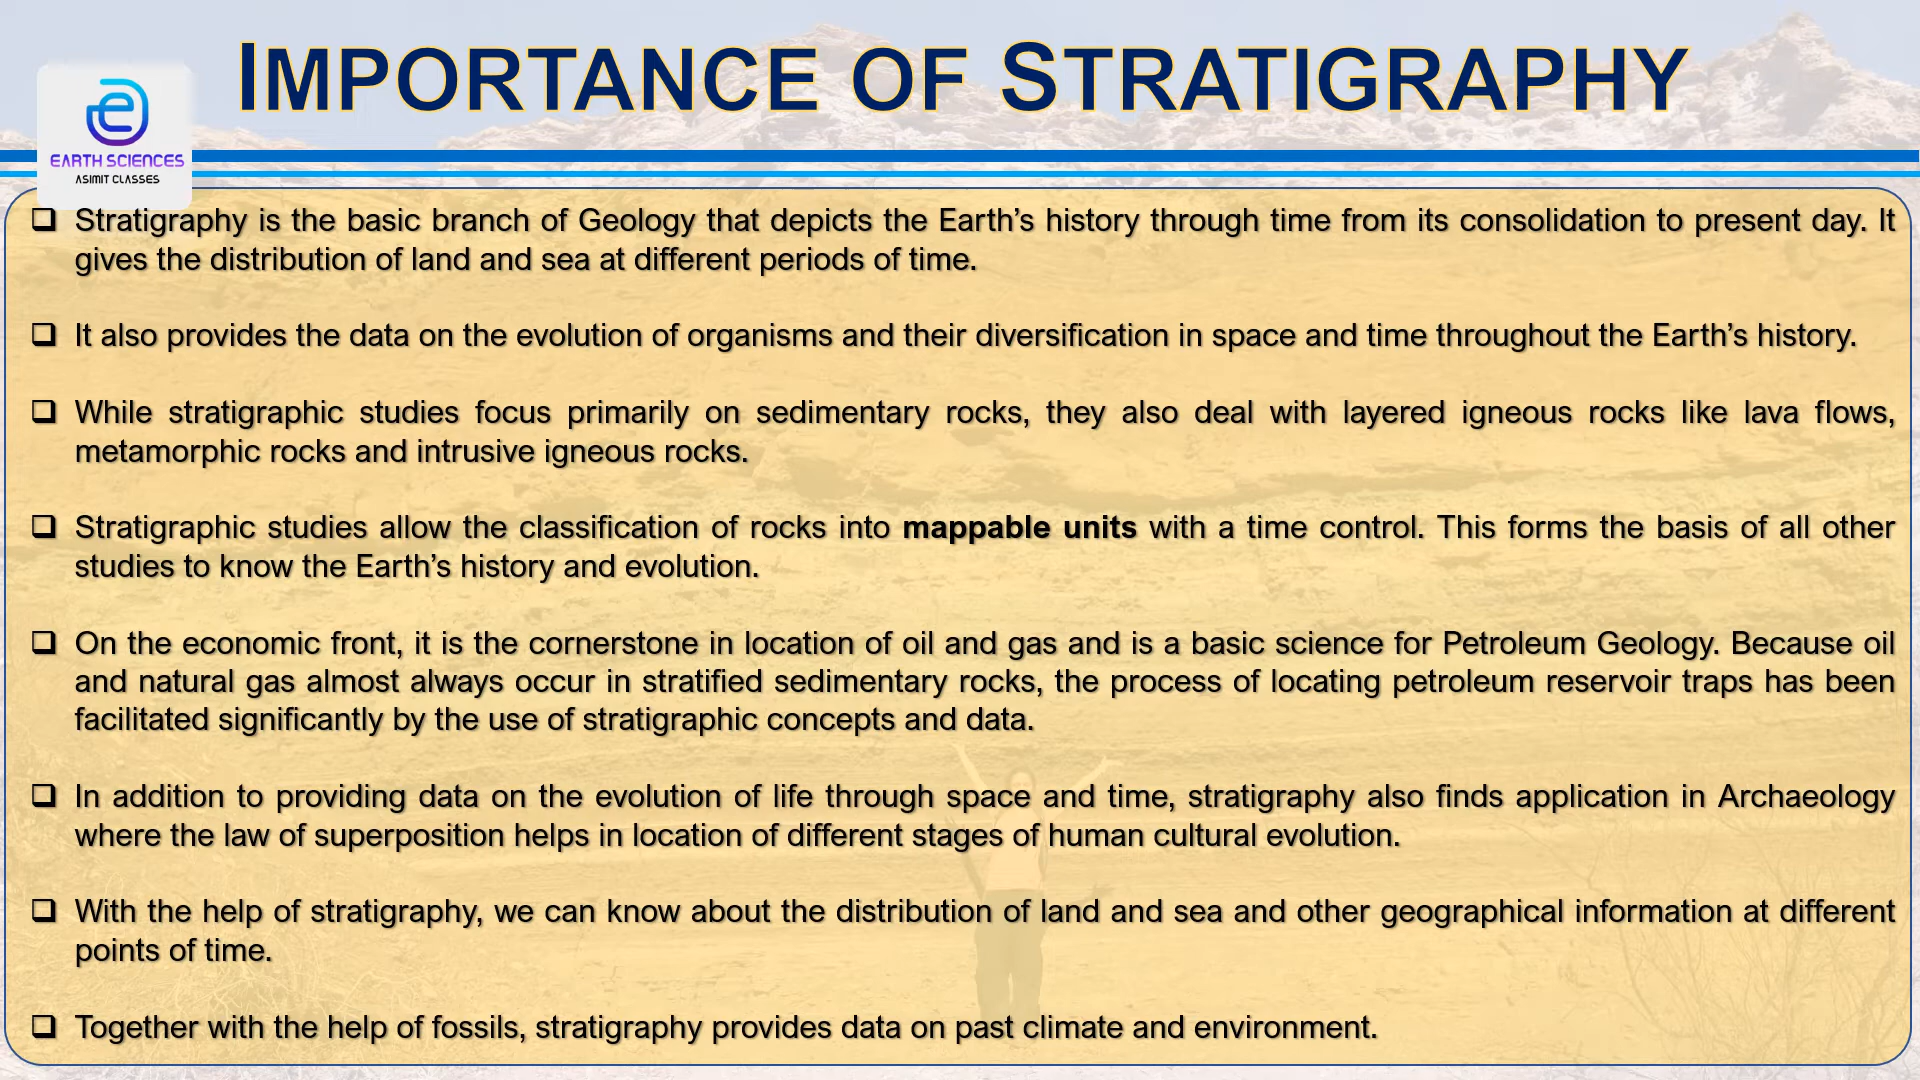 IMPORTANCE OF STRATIGRAPHY
EARTH SCIENCES
ASIMIT CLASSES
❑ Stratigraphy is the basic branch of Geology that depicts the Earth’s history through time from its consolidation to present day. It
gives the distribution of land and sea at different periods of time.
❑ It also provides the data on the evolution of organisms and their diversification in space and time throughout the Earth’s history.
❑ While stratigraphic studies focus primarily on sedimentary rocks, they also deal with layered igneous rocks like lava flows,
metamorphic rocks and intrusive igneous rocks.
❑ Stratigraphic studies allow the classification of rocks into mappable units with a time control. This forms the basis of all other
studies to know the Earth’s history and evolution.
❑ On the economic front, it is the cornerstone in location of oil and gas and is a basic science for Petroleum Geology. Because oil
and natural gas almost always occur in stratified sedimentary rocks, the process of locating petroleum reservoir traps has been
facilitated significantly by the use of stratigraphic concepts and data.
❑ In addition to providing data on the evolution of life through space and time, stratigraphy also finds application in Archaeology
where the law of superposition helps in location of different stages of human cultural evolution.
❑ With the help of stratigraphy, we can know about the distribution of land and sea and other geographical information at different
points of time.
❑ Together with the help of fossils, stratigraphy provides data on past climate and environment.